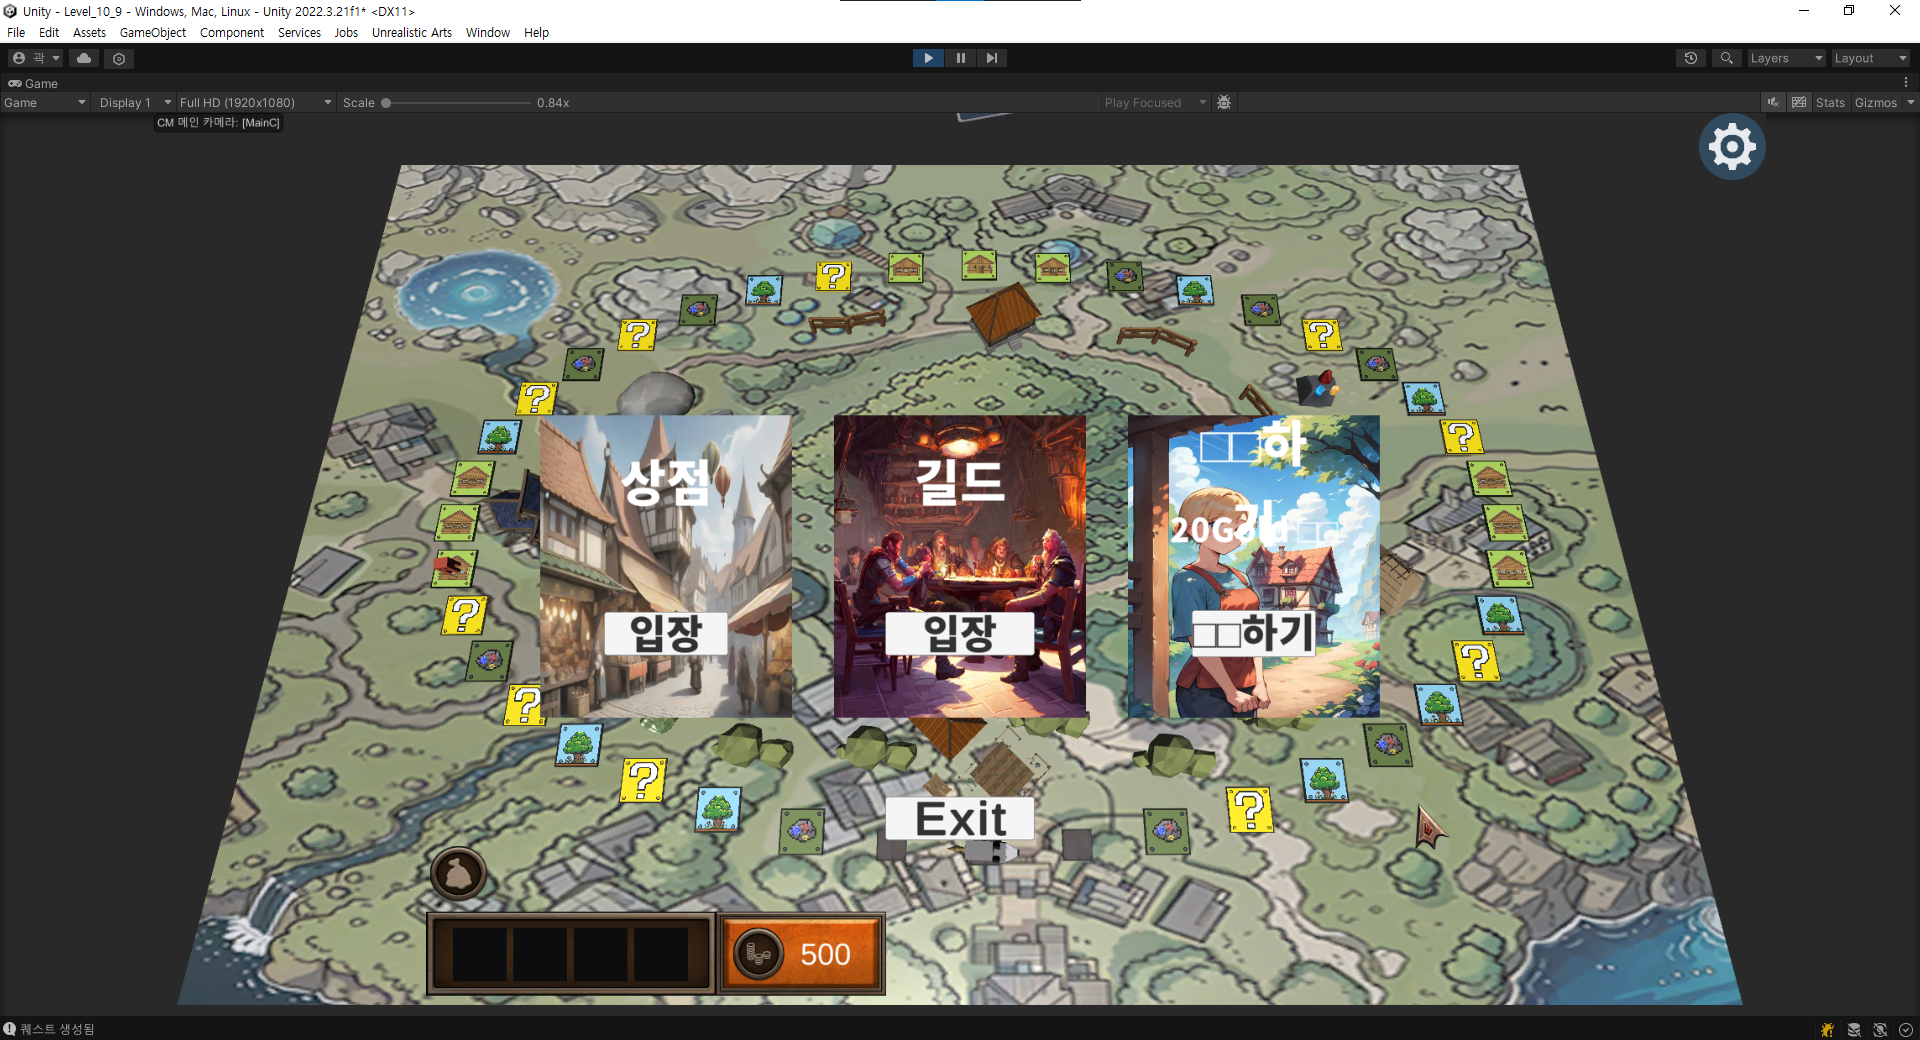 Unity - Level_10_9 - Windows, Mac, Linux - Unity 2022.3.21f1* <DX11>
File Edit Assets GameObject Component Services Jobs Unrealistic Arts Window Help
곽
Layers
Layout
Game
Game
Display 1
Full HD (1920x1080)
Scale
0.84x
Play Focused
Stats
Gizmos
CM 메인 카메라: [MainC]
상점
입장
길드
입장
□□하
기
20Gold □□
□□하기
Exit
500
퀘스트 생성됨